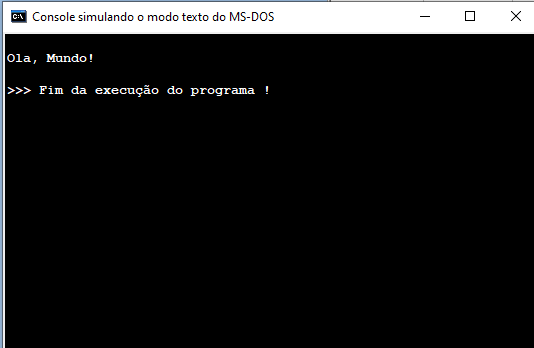 Console simulando o modo texto do MS-DOS
Ola, Mundo!
>>> Fim da execução do programa !